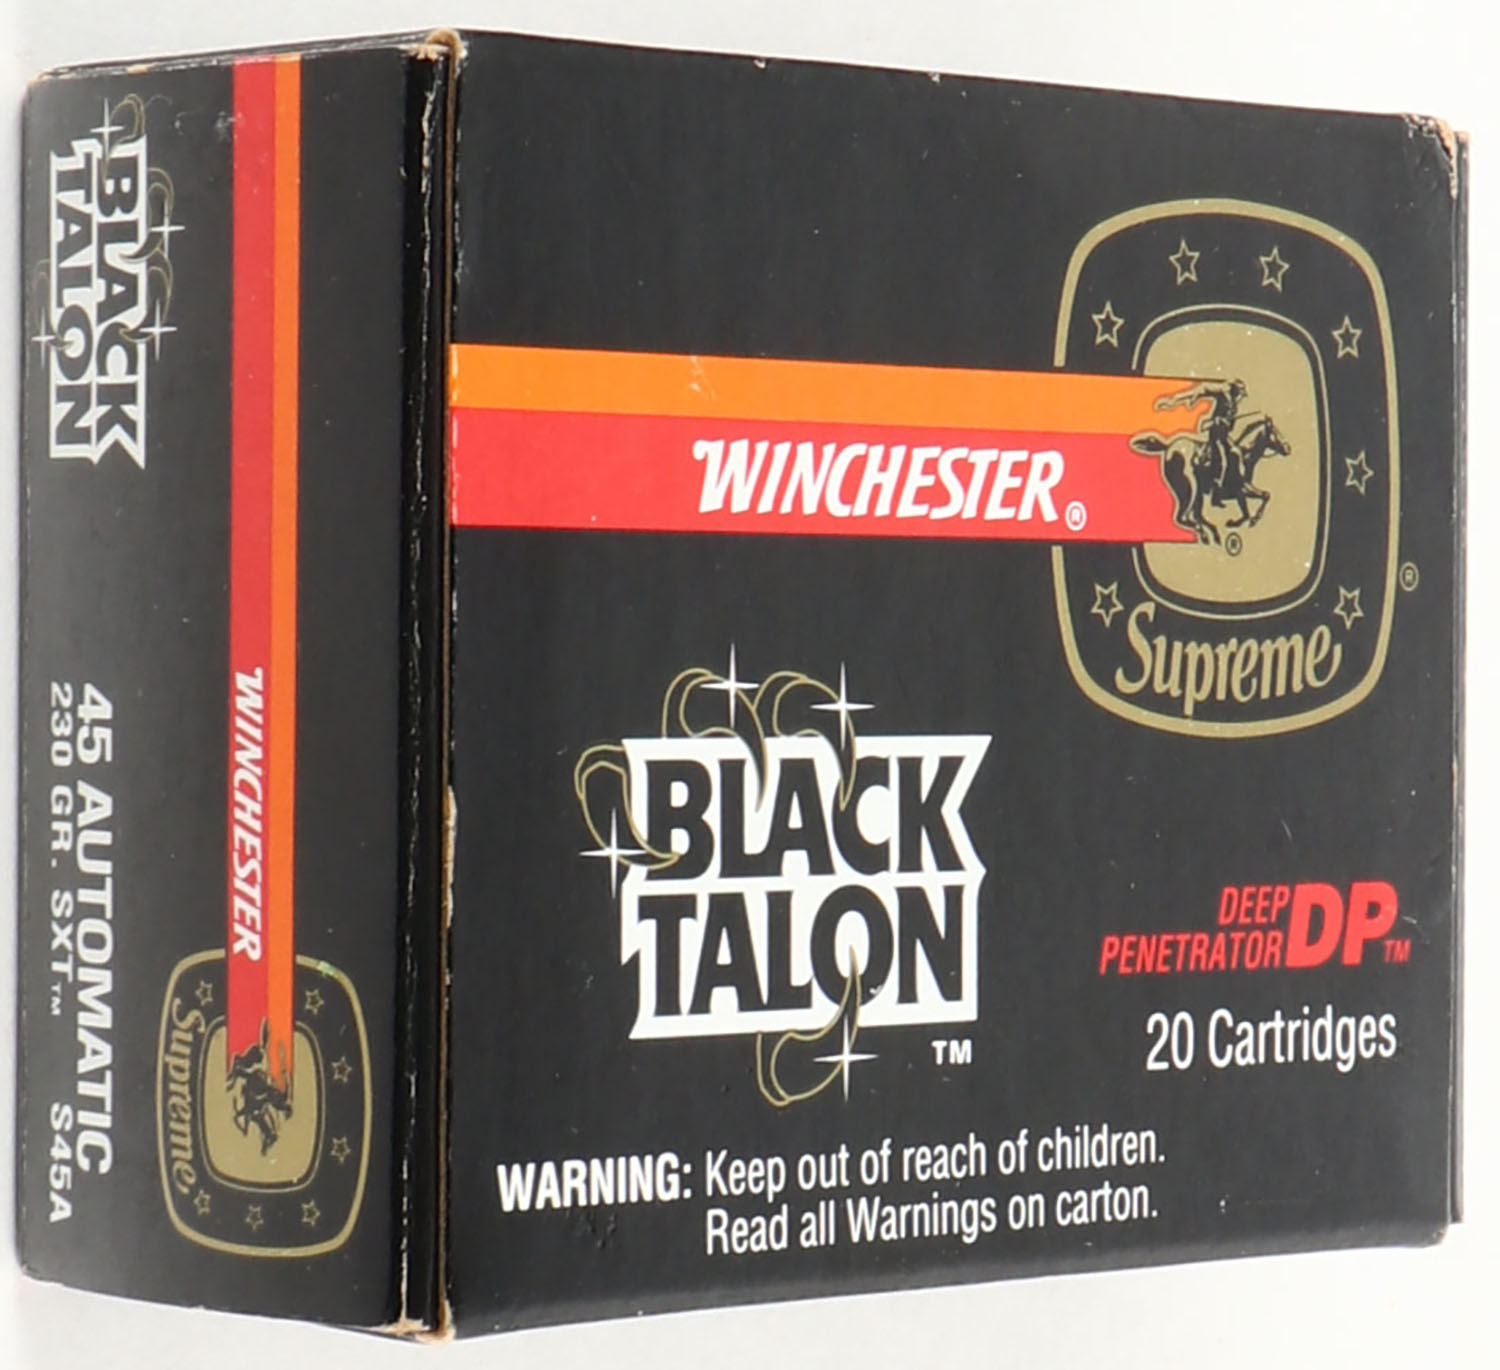 BLACK
TALON
45 AUTOMATIC
230 GR. SXT™ S45A
WINCHESTER
Supreme
WINCHESTER®
®
Supreme
®
BLACK
TALON
™
DEEP
PENETRATOR DP™
20 Cartridges
WARNING: Keep out of reach of children.
Read all Warnings on carton.